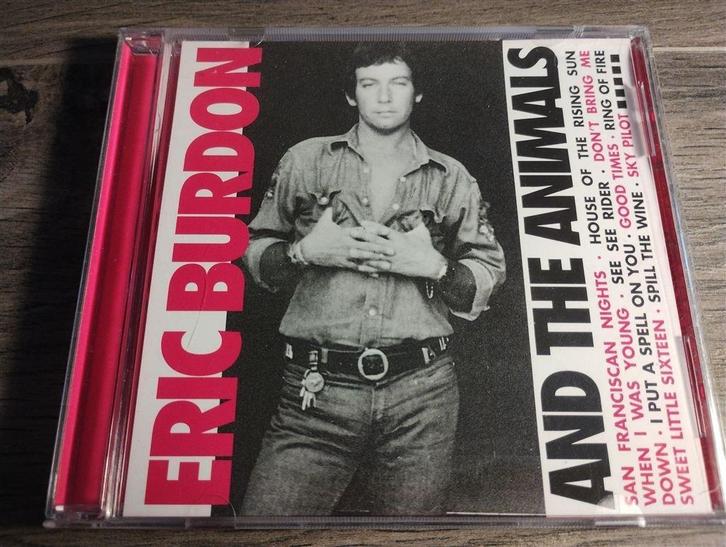 ERIC BURDON
AND THE ANIMALS
SAN FRANCISCAN NIGHTS · HOUSE OF THE RISING SUN
WHEN I WAS YOUNG · SEE SEE RIDER · DON'T BRING ME
DOWN · I PUT A SPELL ON YOU · GOOD TIMES · RING OF FIRE
SWEET LITTLE SIXTEEN · SPILL THE WINE · SKY PILOT.....